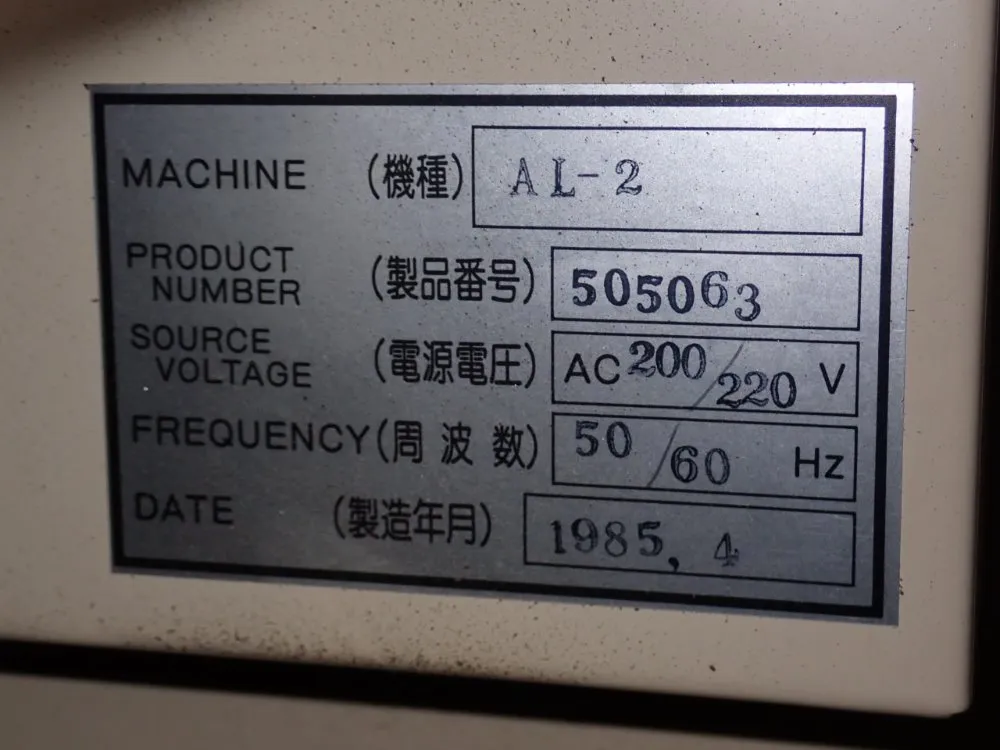 MACHINE (機種) AL-2
PRODUCT
NUMBER (製品番号) 505063
SOURCE
VOLTAGE (電源電圧) AC 200/220 V
FREQUENCY (周波数) 50/60 Hz
DATE (製造年月) 1985, 4